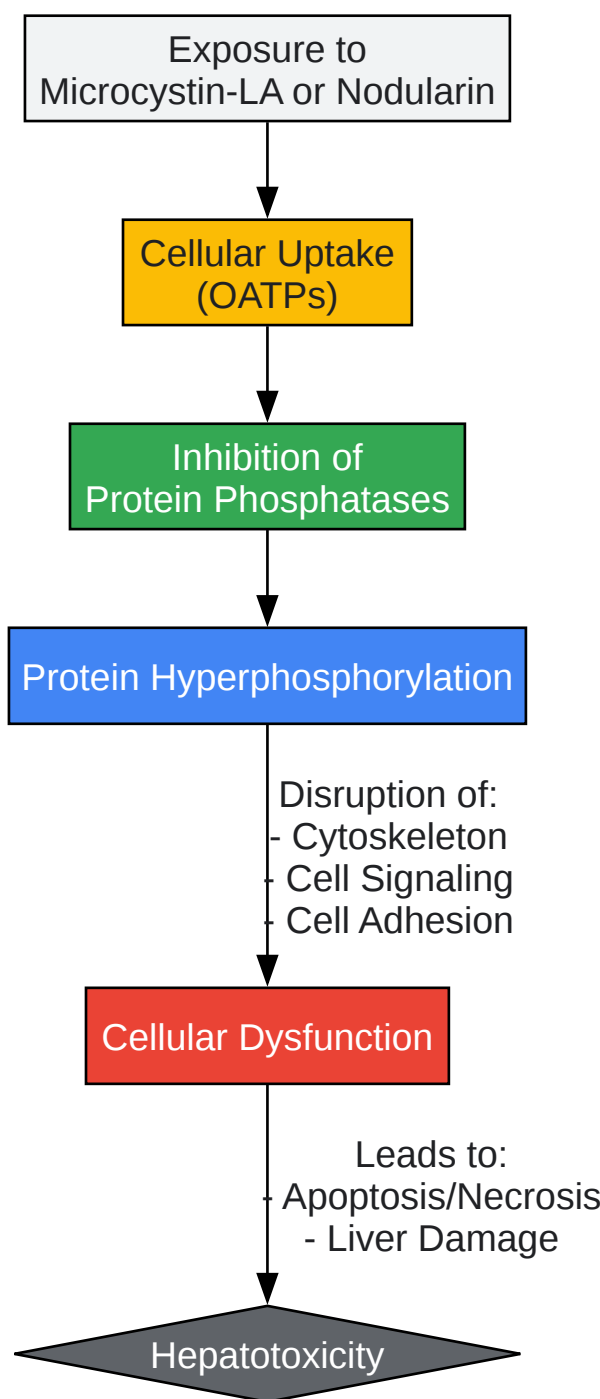 Exposure to
Microcystin-LA or Nodularin
Cellular Uptake
(OATPs)
Inhibition of
Protein Phosphatases
Protein Hyperphosphorylation
Disruption of:
- Cytoskeleton
- Cell Signaling
- Cell Adhesion
Cellular Dysfunction
Leads to:
- Apoptosis/Necrosis
- Liver Damage
Hepatotoxicity